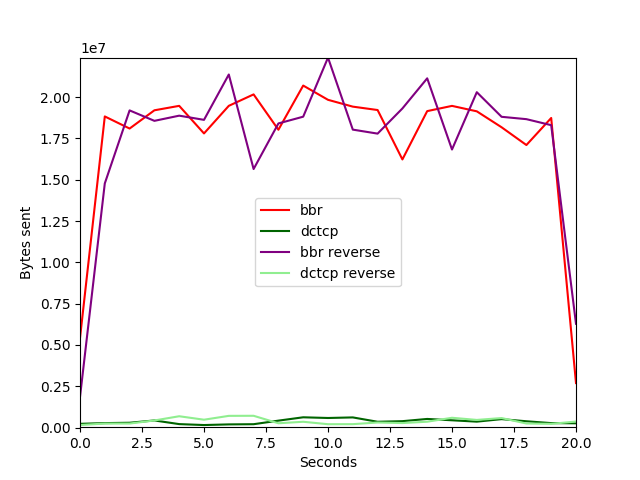 1e7
2.00
1.75
1.50
1.25
1.00
0.75
0.50
0.25
0.00
Bytes sent
bbr
dctcp
bbr reverse
dctcp reverse
0.0 2.5 5.0 7.5 10.0 12.5 15.0 17.5 20.0
Seconds